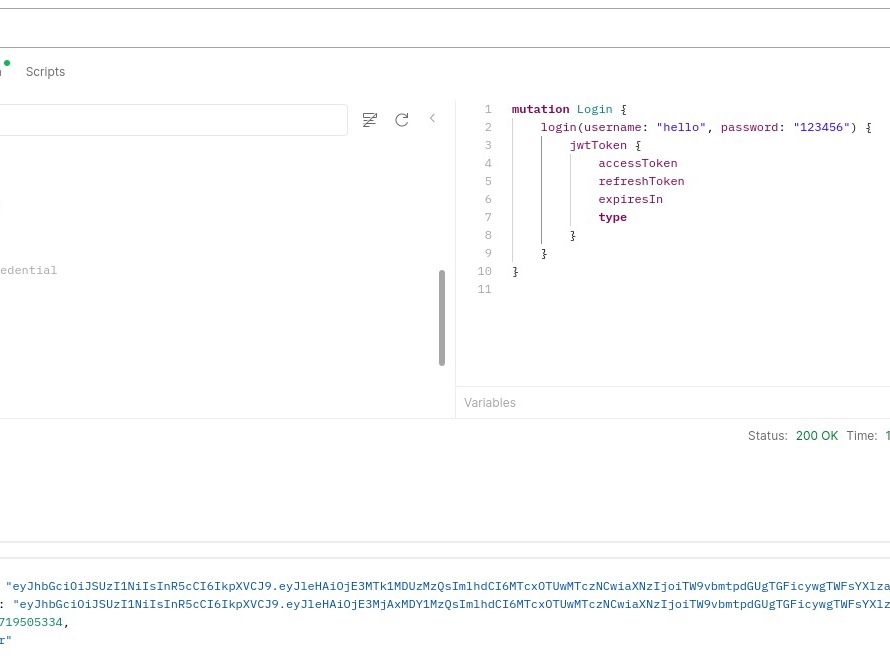 Scripts
1 mutation Login {
2 login(username: "hello", password: "123456") {
3 jwtToken {
4 accessToken
5 refreshToken
6 expiresIn
7 type
8 }
9 }
10 }
11
edential
Variables
Status: 200 OK Time: 1
"eyJhbGciOiJSUzI1NiIsInR5cCI6IkpXVCJ9.eyJleHAiOjE3MTk1MDUzMzQsImlhdCI6MTcxOTUwMTczNCwiaXNzIjoiTW9vbmtpdGUgTGFicywgTWFsYXlza
: "eyJhbGciOiJSUzI1NiIsInR5cCI6IkpXVCJ9.eyJleHAiOjE3MjAxMDY1MzQsImlhdCI6MTcxOTUwMTczNCwiaXNzIjoiTW9vbmtpdGUgTGFicywgTWFsYXlz
719505334,
r"